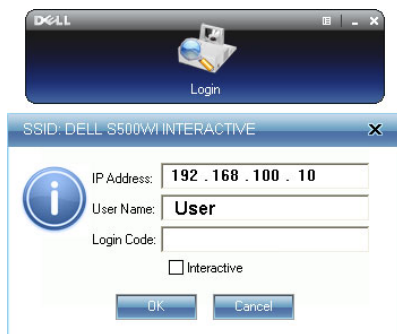 DELL
Login
SSID: DELL S500WI INTERACTIVE
IP Address: 192 . 168 . 100 . 10
User Name: User
Login Code:
Interactive
OK Cancel